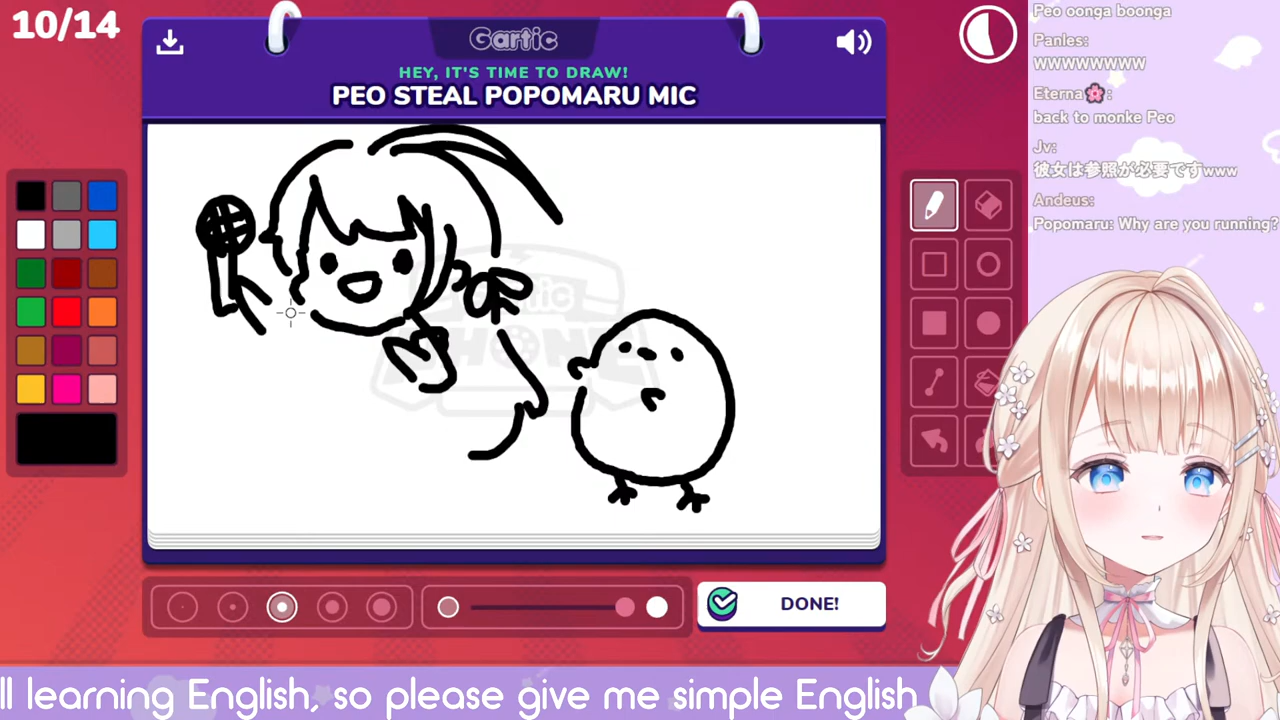 10/14
Gartic
HEY, IT'S TIME TO DRAW!
PEO STEAL POPOMARU MIC
DONE!
Peo oonga boonga
Panles:
wwwwwwww
Eterna🌸:
back to monke Peo
Jv:
彼女は参照が必要ですwww
Andeus:
Popomaru: Why are you running?
ll learning English, so please give me simple English